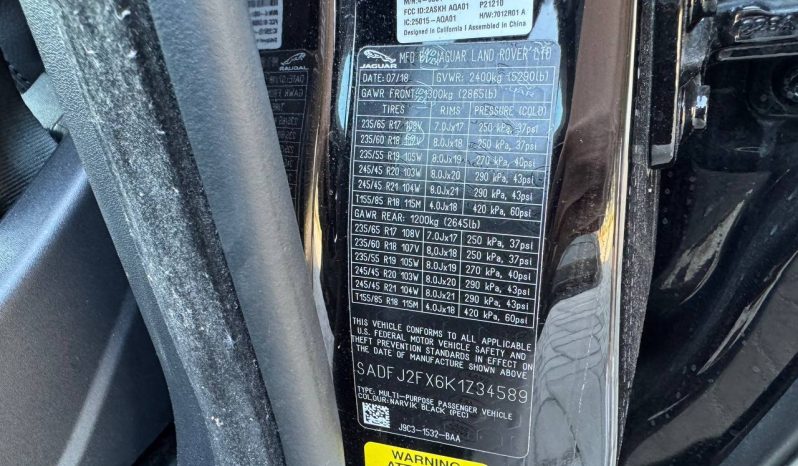 FCC ID:2ASKH AQA01 P21210
IC:25015-AQA01 H/W:7012R01 A
Designed in California | Assembled in China
JAGUAR MFD BY JAGUAR LAND ROVER LTD
DATE: 07/18 GVWR: 2400kg (5290lb)
GAWR FRONT: 1300kg (2865lb)
TIRES RIMS PRESSURE (COLD)
235/65 R17 108V 7.0Jx17 250 kPa, 37psi
235/60 R18 107V 8.0Jx18 250 kPa, 37psi
235/55 R19 105W 8.0Jx19 270 kPa, 40psi
245/45 R20 103W 8.0Jx20 290 kPa, 43psi
245/45 R21 104W 8.0Jx21 290 kPa, 43psi
T155/85 R18 115M 4.0Jx18 420 kPa, 60psi
GAWR REAR: 1200kg (2645lb)
235/65 R17 108V 7.0Jx17 250 kPa, 37psi
235/60 R18 107V 8.0Jx18 250 kPa, 37psi
235/55 R19 105W 8.0Jx19 270 kPa, 40psi
245/45 R20 103W 8.0Jx20 290 kPa, 43psi
245/45 R21 104W 8.0Jx21 290 kPa, 43psi
T155/85 R18 115M 4.0Jx18 420 kPa, 60psi
THIS VEHICLE CONFORMS TO ALL APPLICABLE
U.S. FEDERAL MOTOR VEHICLE SAFETY AND
THEFT PREVENTION STANDARDS IN EFFECT ON
THE DATE OF MANUFACTURE SHOWN ABOVE
SADFJ2FX6K1Z34589
TYPE: MULTI-PURPOSE PASSENGER VEHICLE
COLOUR: NARVIK BLACK (PEC)
J9C3-1532-BAA
WARNING